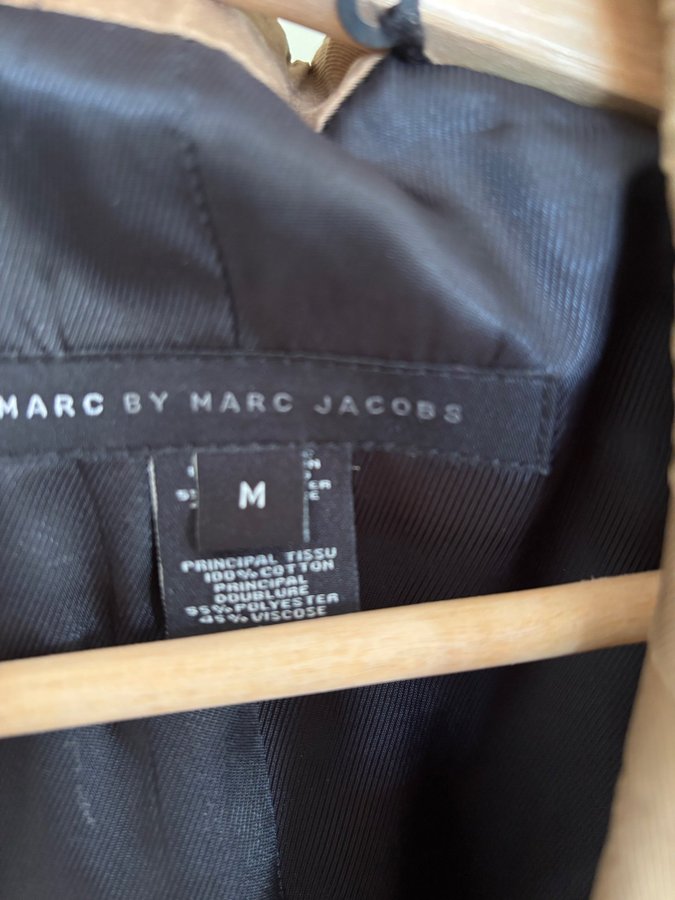 MARC BY MARC JACOBS
M
PRINCIPAL TISSU
100% COTTON
PRINCIPAL
DOUBLURE
55% POLYESTER
45% VISCOSE